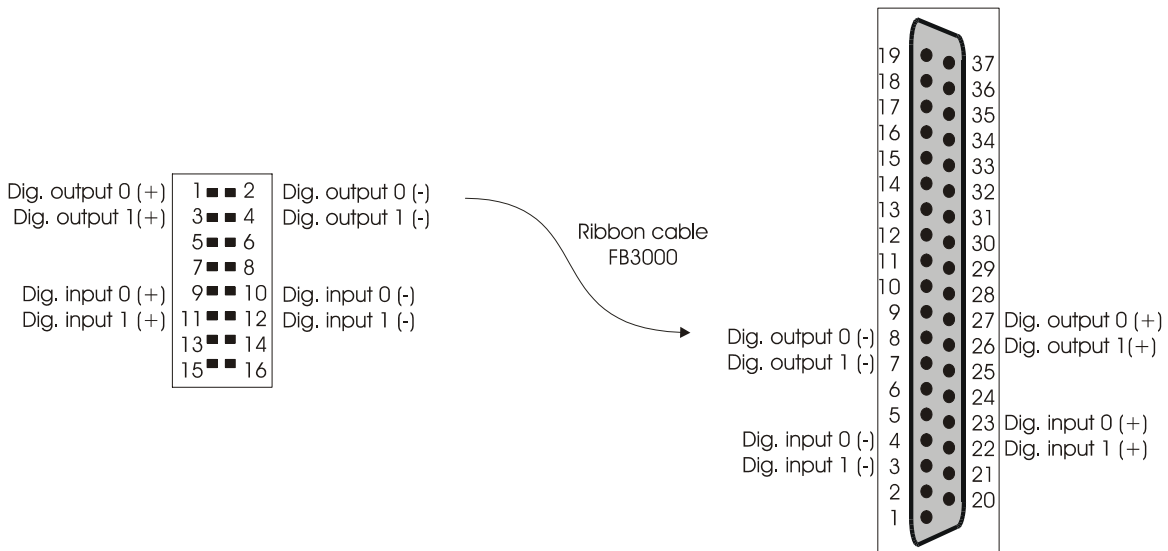 Dig. output 0 (+) 1 2 Dig. output 0 (-)
Dig. output 1(+) 3 4 Dig. output 1 (-)
5 6
7 8
Dig. input 0 (+) 9 10 Dig. input 0 (-)
Dig. input 1 (+) 11 12 Dig. input 1 (-)
13 14
15 16
Ribbon cable
FB3000
19 37
18 36
17 35
16 34
15 33
14 32
13 31
12 30
11 29
10 28
9 27 Dig. output 0 (+)
Dig. output 0 (-) 8 26 Dig. output 1(+)
Dig. output 1 (-) 7 25
6 24
5 23 Dig. input 0 (+)
Dig. input 0 (-) 4 22 Dig. input 1 (+)
Dig. input 1 (-) 3 21
2 20
1